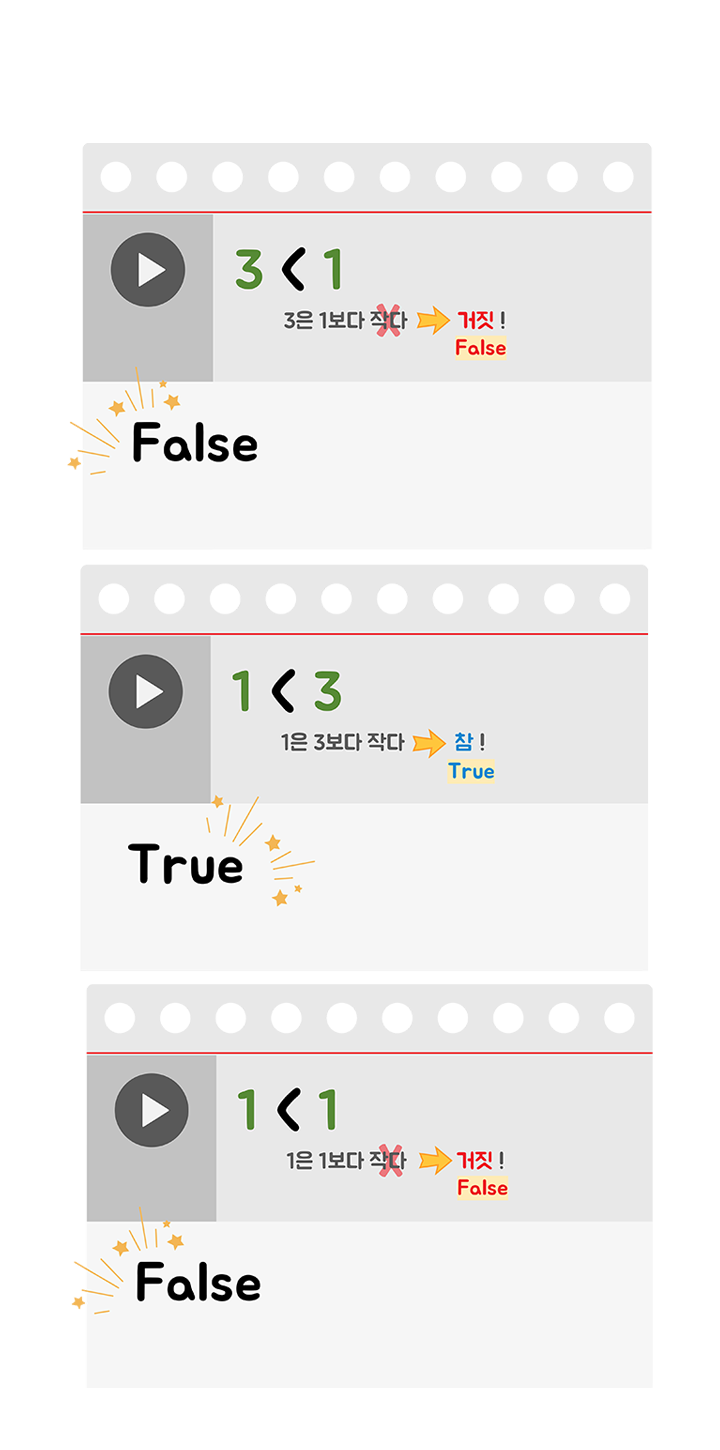 3 < 1
3은 1보다 작다 거짓 !
False
False
1 < 3
1은 3보다 작다 참 !
True
True
1 < 1
1은 1보다 작다 거짓 !
False
False